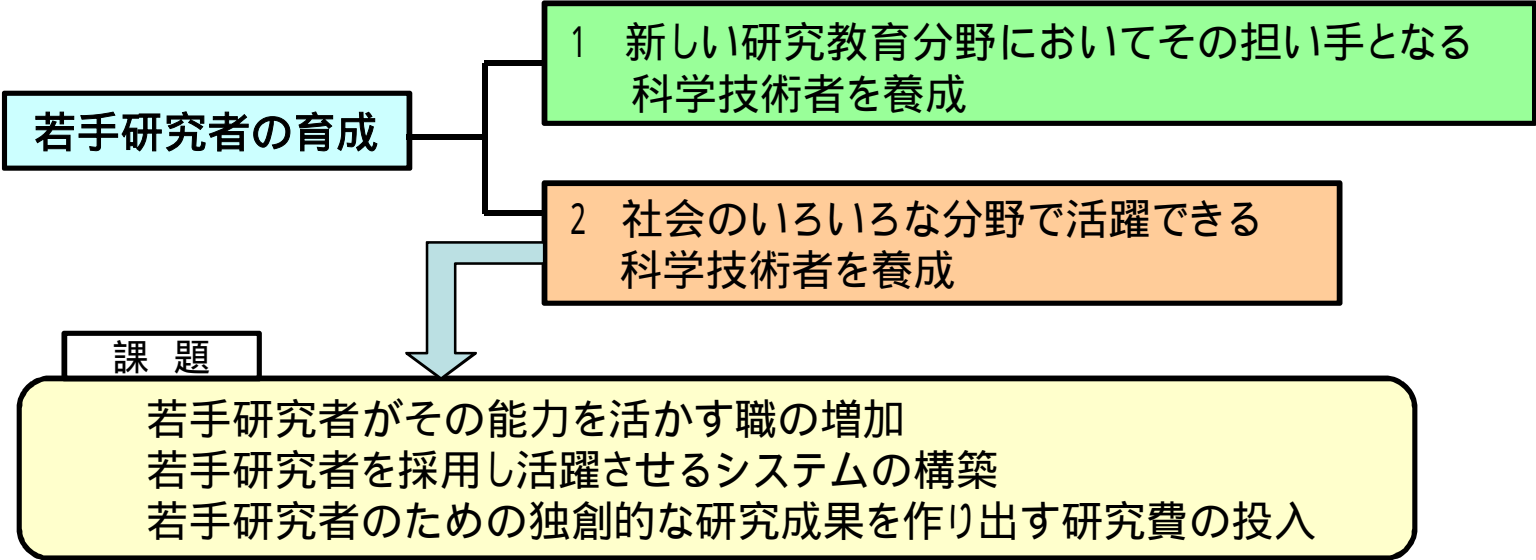 若手研究者の育成
1 新しい研究教育分野においてその担い手となる
科学技術者を養成
2 社会のいろいろな分野で活躍できる
科学技術者を養成
課 題
若手研究者がその能力を活かす職の増加
若手研究者を採用し活躍させるシステムの構築
若手研究者のための独創的な研究成果を作り出す研究費の投入